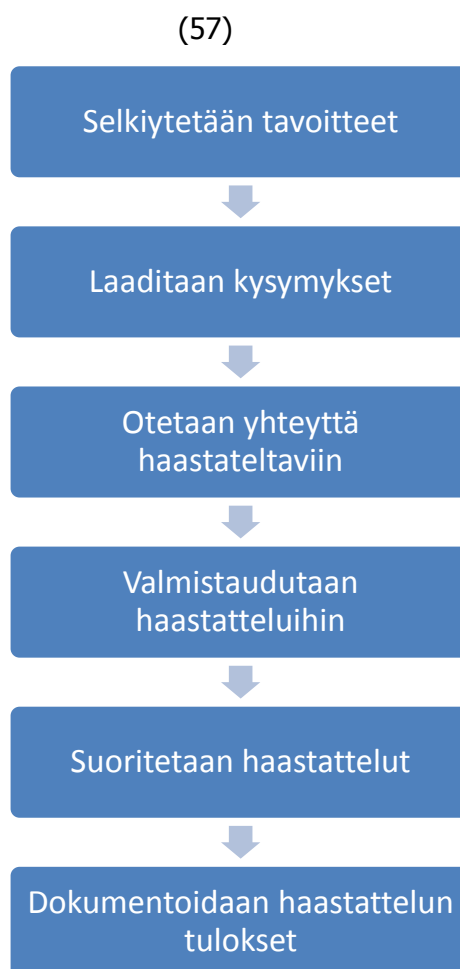 (57)
Selkiytetään tavoitteet
Laaditaan kysymykset
Otetaan yhteyttä
haastateltaviin
Valmistaudutaan
haastatteluihin
Suoritetaan haastattelut
Dokumentoidaan haastattelun
tulokset